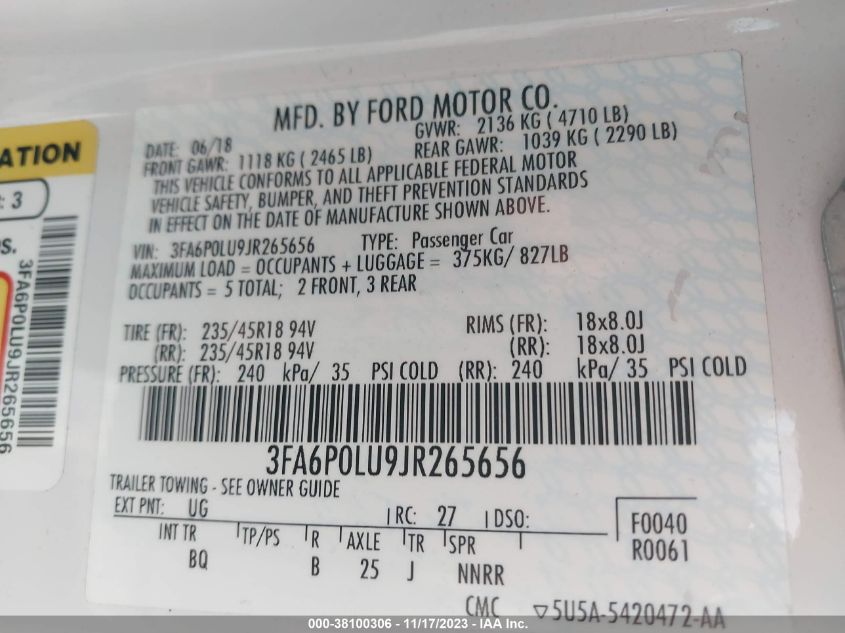 MFD. BY FORD MOTOR CO.
DATE: 06/18 GVWR: 2136 KG ( 4710 LB)
FRONT GAWR: 1118 KG ( 2465 LB) REAR GAWR: 1039 KG ( 2290 LB)
THIS VEHICLE CONFORMS TO ALL APPLICABLE FEDERAL MOTOR
VEHICLE SAFETY, BUMPER, AND THEFT PREVENTION STANDARDS
IN EFFECT ON THE DATE OF MANUFACTURE SHOWN ABOVE.
VIN: 3FA6P0LU9JR265656 TYPE: Passenger Car
MAXIMUM LOAD = OCCUPANTS + LUGGAGE = 375KG/ 827LB
OCCUPANTS = 5 TOTAL; 2 FRONT, 3 REAR
TIRE (FR): 235/45R18 94V RIMS (FR): 18x8.0J
(RR): 235/45R18 94V (RR): 18x8.0J
PRESSURE (FR): 240 kPa/ 35 PSI COLD (RR): 240 kPa/ 35 PSI COLD
3FA6P0LU9JR265656
TRAILER TOWING - SEE OWNER GUIDE
EXT PNT: UG RC: 27 DSO: F0040
R0061
INT TR TP/PS R AXLE TR SPR
BQ B 25 J NNRR
CMC ▽5U5A-5420472-AA
ATION
: 3
S.
3FA6P0LU9JR265656
000-38100306 - 11/17/2023 - IAA Inc.